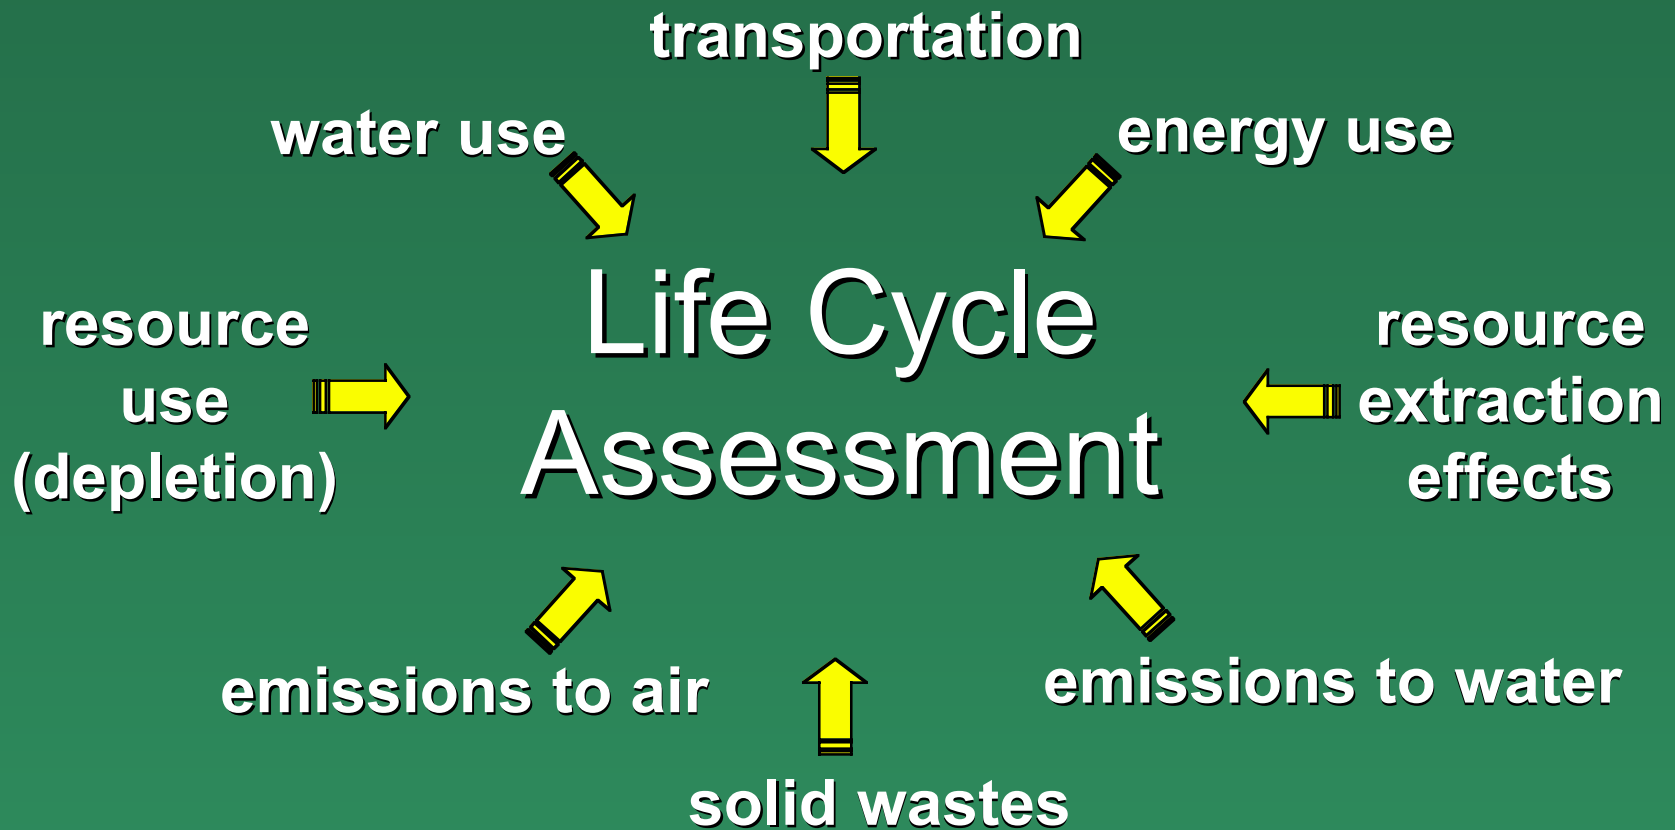 transportation
water use
energy use
Life Cycle
Assessment
resource
use
(depletion)
resource
extraction
effects
emissions to air
emissions to water
solid wastes